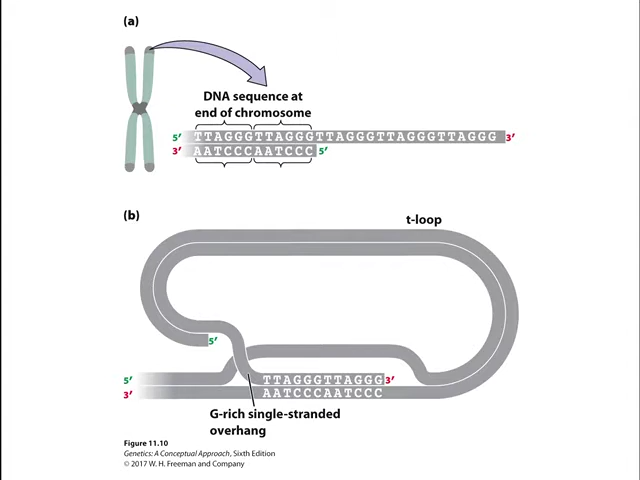 (a)
DNA sequence at
end of chromosome
5′ TTAGGGTTAGGGTTAGGGTTAGGGTTAGGG 3′
3′ AATCCCAATCCC 5′
(b)
t-loop
5′
5′ TTAGGGTTAGGG 3′
3′ AATCCCAATCCC
G-rich single-stranded
overhang
Figure 11.10
Genetics: A Conceptual Approach, Sixth Edition
© 2017 W. H. Freeman and Company